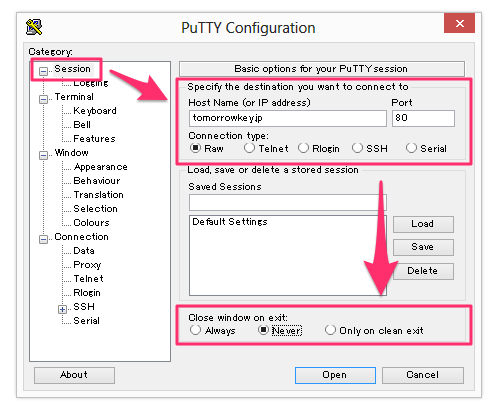 PuTTY Configuration
Category:
Session
Logging
Terminal
Keyboard
Bell
Features
Window
Appearance
Behaviour
Translation
Selection
Colours
Connection
Data
Proxy
Telnet
Rlogin
SSH
Serial
Basic options for your PuTTY session
Specify the destination you want to connect to
Host Name (or IP address) Port
tomorrowkey.jp 80
Connection type:
Raw Telnet Rlogin SSH Serial
Load, save or delete a stored session
Saved Sessions
Default Settings
Load
Save
Delete
Close window on exit:
Always Never Only on clean exit
About Open Cancel